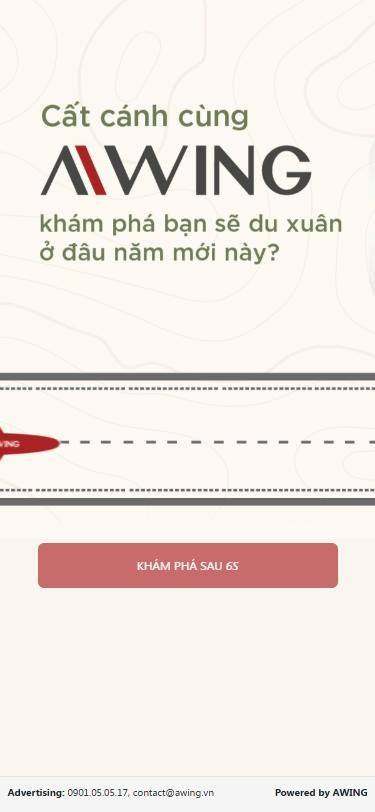 Cất cánh cùng
AWING
khám phá bạn sẽ du xuân
ở đâu năm mới này?
WING
KHÁM PHÁ SAU 6S
Advertising: 0901.05.05.17, contact@awing.vn Powered by AWING